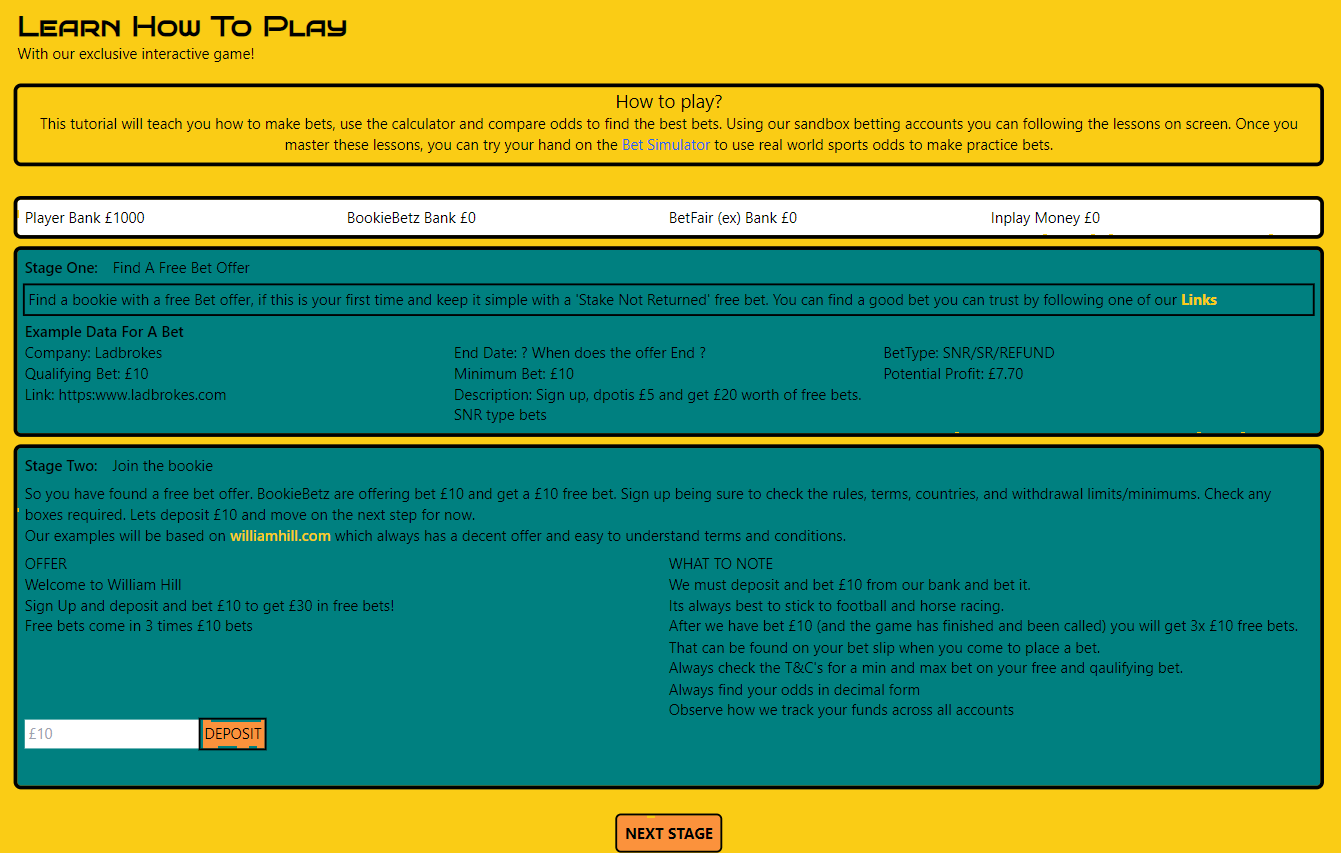 Learn How To Play
With our exclusive interactive game!
How to play?
This tutorial will teach you how to make bets, use the calculator and compare odds to find the best bets. Using our sandbox betting accounts you can following the lessons on screen. Once you
master these lessons, you can try your hand on the Bet Simulator to use real world sports odds to make practice bets.
Player Bank £1000 BookieBetz Bank £0 BetFair (ex) Bank £0 Inplay Money £0
Stage One: Find A Free Bet Offer
Find a bookie with a free Bet offer, if this is your first time and keep it simple with a 'Stake Not Returned' free bet. You can find a good bet you can trust by following one of our Links
Example Data For A Bet
Company: Ladbrokes
Qualifying Bet: £10
Link: https:www.ladbrokes.com
End Date: ? When does the offer End ?
Minimum Bet: £10
Description: Sign up, dpotis £5 and get £20 worth of free bets.
SNR type bets
BetType: SNR/SR/REFUND
Potential Profit: £7.70
Stage Two: Join the bookie
So you have found a free bet offer. BookieBetz are offering bet £10 and get a £10 free bet. Sign up being sure to check the rules, terms, countries, and withdrawal limits/minimums. Check any
boxes required. Lets deposit £10 and move on the next step for now.
Our examples will be based on williamhill.com which always has a decent offer and easy to understand terms and conditions.
OFFER
Welcome to William Hill
Sign Up and deposit and bet £10 to get £30 in free bets!
Free bets come in 3 times £10 bets
WHAT TO NOTE
We must deposit and bet £10 from our bank and bet it.
Its always best to stick to football and horse racing.
After we have bet £10 (and the game has finished and been called) you will get 3x £10 free bets.
That can be found on your bet slip when you come to place a bet.
Always check the T&C's for a min and max bet on your free and qaulifying bet.
Always find your odds in decimal form
Observe how we track your funds across all accounts
£10 DEPOSIT
NEXT STAGE